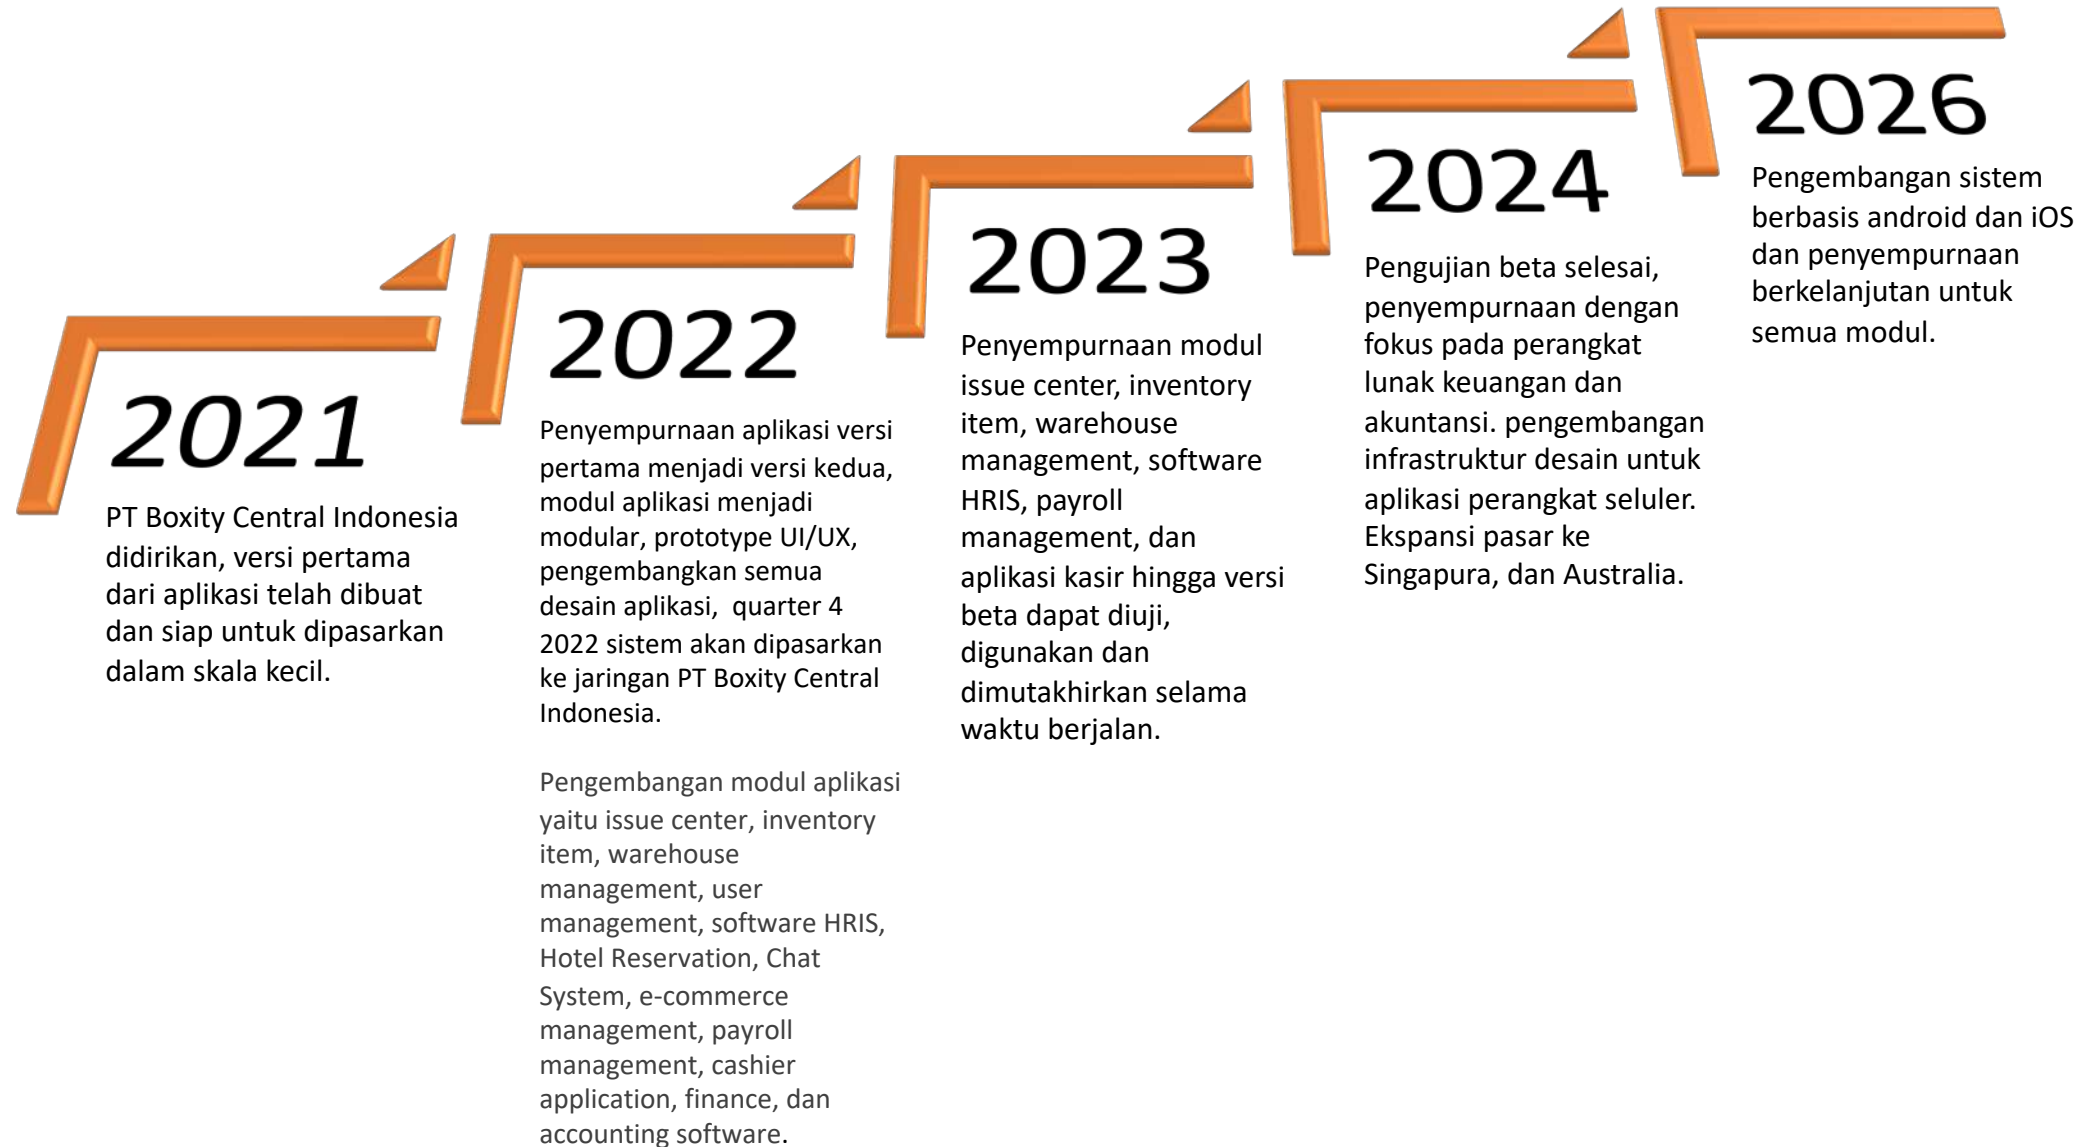 2021
PT Boxity Central Indonesia
didirikan, versi pertama
dari aplikasi telah dibuat
dan siap untuk dipasarkan
dalam skala kecil.
2022
Penyempurnaan aplikasi versi
pertama menjadi versi kedua,
modul aplikasi menjadi
modular, prototype UI/UX,
pengembangkan semua
desain aplikasi, quarter 4
2022 sistem akan dipasarkan
ke jaringan PT Boxity Central
Indonesia.
Pengembangan modul aplikasi
yaitu issue center, inventory
item, warehouse
management, user
management, software HRIS,
Hotel Reservation, Chat
System, e-commerce
management, payroll
management, cashier
application, finance, dan
accounting software.
2023
Penyempurnaan modul
issue center, inventory
item, warehouse
management, software
HRIS, payroll
management, dan
aplikasi kasir hingga versi
beta dapat diuji,
digunakan dan
dimutakhirkan selama
waktu berjalan.
2024
Pengujian beta selesai,
penyempurnaan dengan
fokus pada perangkat
lunak keuangan dan
akuntansi. pengembangan
infrastruktur desain untuk
aplikasi perangkat seluler.
Ekspansi pasar ke
Singapura, dan Australia.
2026
Pengembangan sistem
berbasis android dan iOS
dan penyempurnaan
berkelanjutan untuk
semua modul.